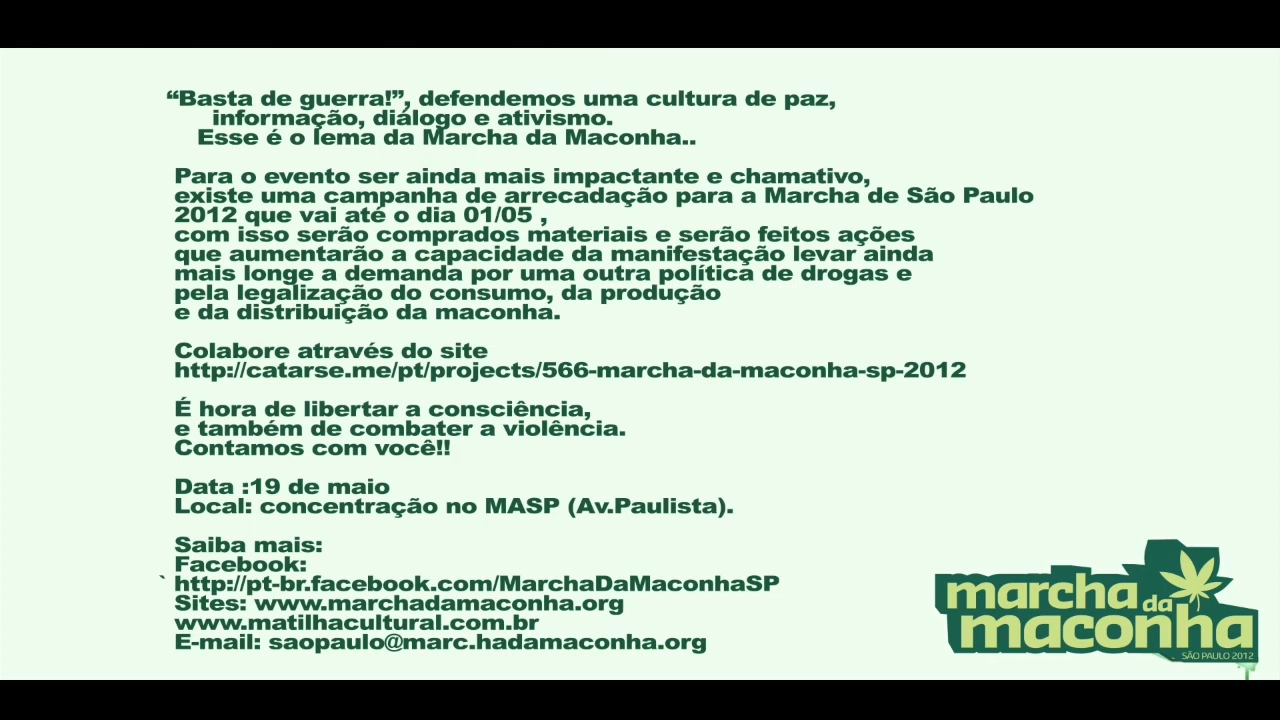 “Basta de guerra!”, defendemos uma cultura de paz,
informação, diálogo e ativismo.
Esse é o lema da Marcha da Maconha..
Para o evento ser ainda mais impactante e chamativo,
existe uma campanha de arrecadação para a Marcha de São Paulo
2012 que vai até o dia 01/05 ,
com isso serão comprados materiais e serão feitos ações
que aumentarão a capacidade da manifestação levar ainda
mais longe a demanda por uma outra política de drogas e
pela legalização do consumo, da produção
e da distribuição da maconha.
Colabore através do site
http://catarse.me/pt/projects/566-marcha-da-maconha-sp-2012
É hora de libertar a consciência,
e também de combater a violência.
Contamos com você!!
Data :19 de maio
Local: concentração no MASP (Av.Paulista).
Saiba mais:
Facebook:
` http://pt-br.facebook.com/MarchaDaMaconhaSP
Sites: www.marchadamaconha.org
www.matilhacultural.com.br
E-mail: saopaulo@marc.hadamaconha.org
marcha da
maconha
SÃO PAULO 2012